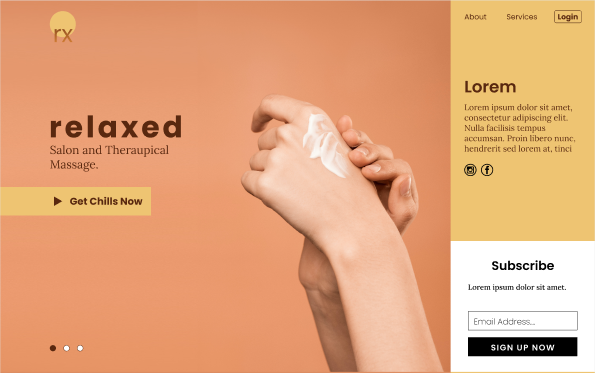 rx
About Services Login
relaxed
Salon and Theraupical
Massage.
Get Chills Now
Lorem
Lorem ipsum dolor sit amet,
consectetur adipiscing elit.
Nulla facilisis tempus
accumsan. Proin libero nunc,
hendrerit sed lorem at, tinci
Subscribe
Lorem ipsum dolor sit amet.
Email Address...
SIGN UP NOW